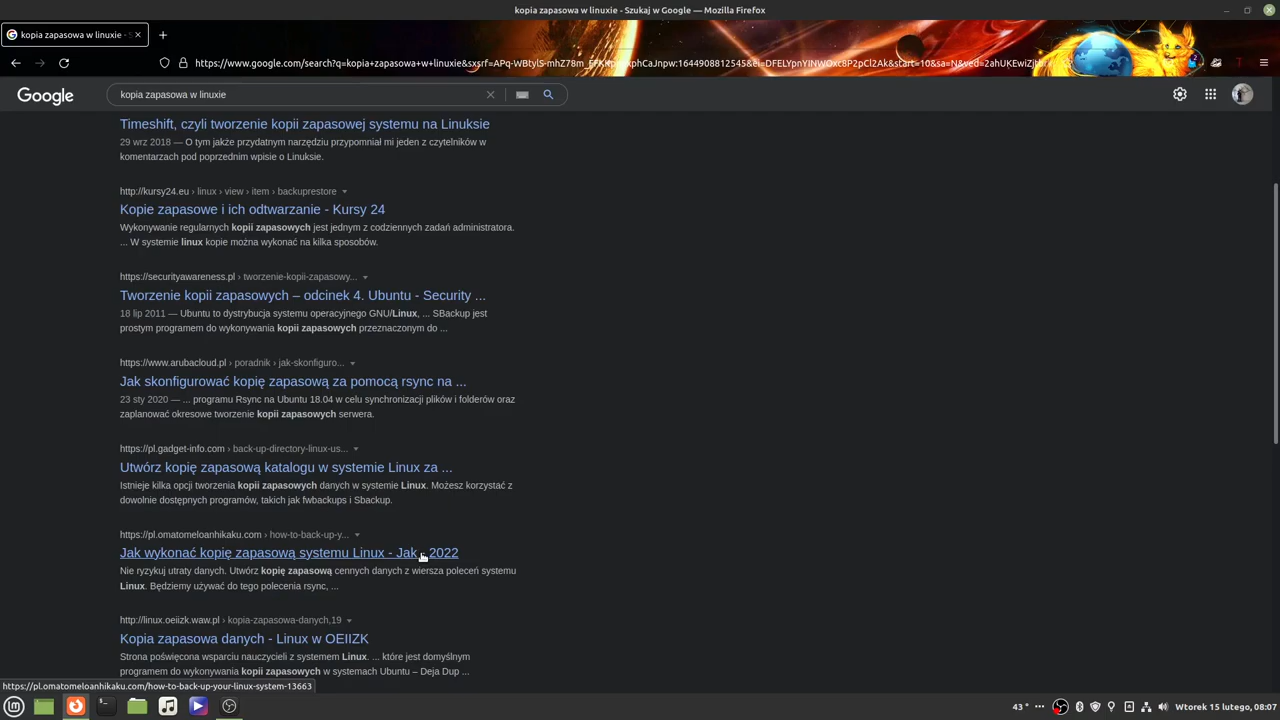 kopia zapasowa w linuxie - Szukaj w Google — Mozilla Firefox
kopia zapasowa w linuxie - S
Google
kopia zapasowa w linuxie
Timeshift, czyli tworzenie kopii zapasowej systemu na Linuksie
29 wrz 2018 — O tym jakże przydatnym narzędziu przypomniał mi jeden z czytelników w
komentarzach pod poprzednim wpisie o Linuksie.
http://kursy24.eu › linux › view › item › backuprestore
Kopie zapasowe i ich odtwarzanie - Kursy 24
Wykonywanie regularnych kopii zapasowych jest jednym z codziennych zadań administratora.
... W systemie linux kopie można wykonać na kilka sposobów.
https://securityawareness.pl › tworzenie-kopii-zapasowy...
Tworzenie kopii zapasowych – odcinek 4. Ubuntu - Security ...
18 lip 2011 — Ubuntu to dystrybucja systemu operacyjnego GNU/Linux, ... SBackup jest
prostym programem do wykonywania kopii zapasowych przeznaczonym do ...
https://www.arubacloud.pl › poradnik › jak-skonfiguro...
Jak skonfigurować kopię zapasową za pomocą rsync na ...
23 sty 2020 — ... programu Rsync na Ubuntu 18.04 w celu synchronizacji plików i folderów oraz
zaplanować okresowe tworzenie kopii zapasowych serwera.
https://pl.gadget-info.com › back-up-directory-linux-us...
Utwórz kopię zapasową katalogu w systemie Linux za ...
Istnieje kilka opcji tworzenia kopii zapasowych danych w systemie Linux. Możesz korzystać z
dowolnie dostępnych programów, takich jak fwbackups i Sbackup.
https://pl.omatomeloanhikaku.com › how-to-back-up-y...
Jak wykonać kopię zapasową systemu Linux - Jak - 2022
Nie ryzykuj utraty danych. Utwórz kopię zapasową cennych danych z wiersza poleceń systemu
Linux. Będziemy używać do tego polecenia rsync, ...
http://linux.oeiizk.waw.pl › kopia-zapasowa-danych,19
Kopia zapasowa danych - Linux w OEIIZK
Strona poświęcona wsparciu nauczycieli z systemem Linux. ... które jest domyślnym
programem do wykonywania kopii zapasowych w systemach Ubuntu – Deja Dup ...
https://pl.omatomeloanhikaku.com/how-to-back-up-your-linux-system-13663
43 °
Wtorek 15 lutego, 08:07